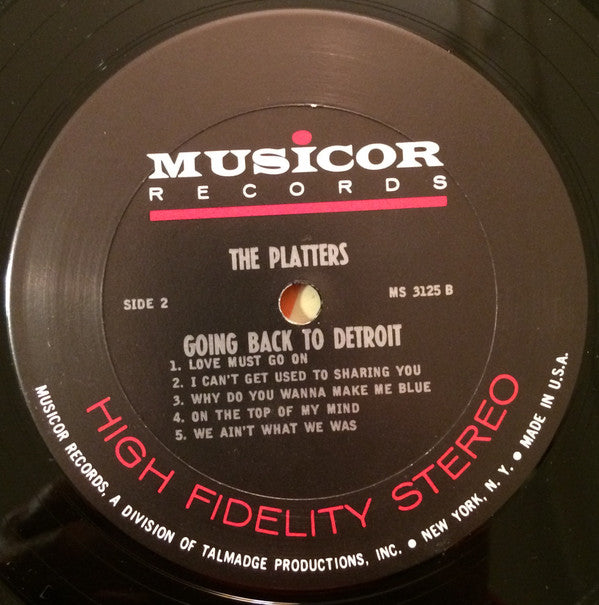 MUSiCOR
RECORDS
THE PLATTERS
SIDE 2
MS 3125 B
GOING BACK TO DETROIT
1. LOVE MUST GO ON
2. I CAN'T GET USED TO SHARING YOU
3. WHY DO YOU WANNA MAKE ME BLUE
4. ON THE TOP OF MY MIND
5. WE AIN'T WHAT WE WAS
HIGH FIDELITY STEREO
MUSICOR RECORDS, A DIVISION OF TALMADGE PRODUCTIONS, INC. ● NEW YORK, N. Y. ● MADE IN U.S.A.